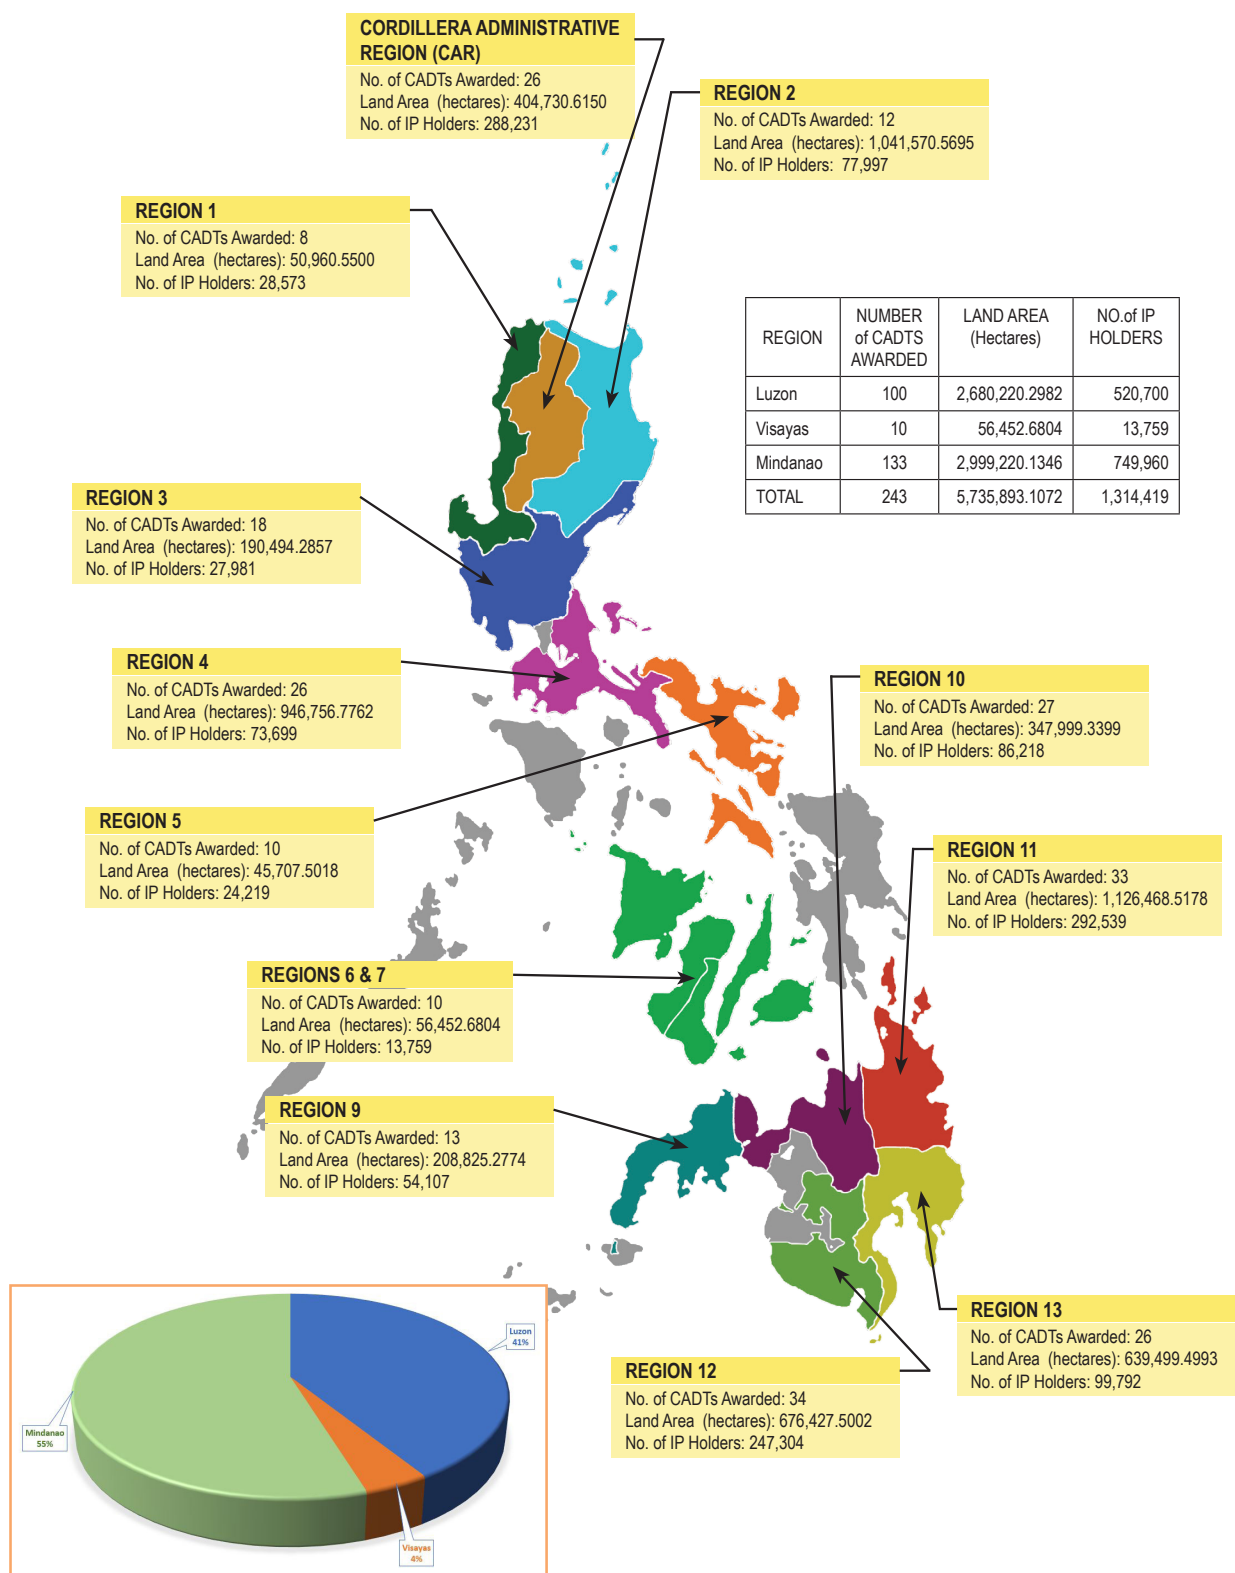 CORDILLERA ADMINISTRATIVE
REGION (CAR)
No. of CADTs Awarded: 26
Land Area (hectares): 404,730.6150
No. of IP Holders: 288,231
REGION 2
No. of CADTs Awarded: 12
Land Area (hectares): 1,041,570.5695
No. of IP Holders: 77,997
REGION 1
No. of CADTs Awarded: 8
Land Area (hectares): 50,960.5500
No. of IP Holders: 28,573
REGION NUMBER of CADTS AWARDED LAND AREA (Hectares) NO.of IP HOLDERS
Luzon 100 2,680,220.2982 520,700
Visayas 10 56,452.6804 13,759
Mindanao 133 2,999,220.1346 749,960
TOTAL 243 5,735,893.1072 1,314,419
REGION 3
No. of CADTs Awarded: 18
Land Area (hectares): 190,494.2857
No. of IP Holders: 27,981
REGION 4
No. of CADTs Awarded: 26
Land Area (hectares): 946,756.7762
No. of IP Holders: 73,699
REGION 10
No. of CADTs Awarded: 27
Land Area (hectares): 347,999.3399
No. of IP Holders: 86,218
REGION 5
No. of CADTs Awarded: 10
Land Area (hectares): 45,707.5018
No. of IP Holders: 24,219
REGION 11
No. of CADTs Awarded: 33
Land Area (hectares): 1,126,468.5178
No. of IP Holders: 292,539
REGIONS 6 & 7
No. of CADTs Awarded: 10
Land Area (hectares): 56,452.6804
No. of IP Holders: 13,759
REGION 9
No. of CADTs Awarded: 13
Land Area (hectares): 208,825.2774
No. of IP Holders: 54,107
REGION 13
No. of CADTs Awarded: 26
Land Area (hectares): 639,499.4993
No. of IP Holders: 99,792
REGION 12
No. of CADTs Awarded: 34
Land Area (hectares): 676,427.5002
No. of IP Holders: 247,304
Luzon
41%
Mindanao
55%
Visayas
4%